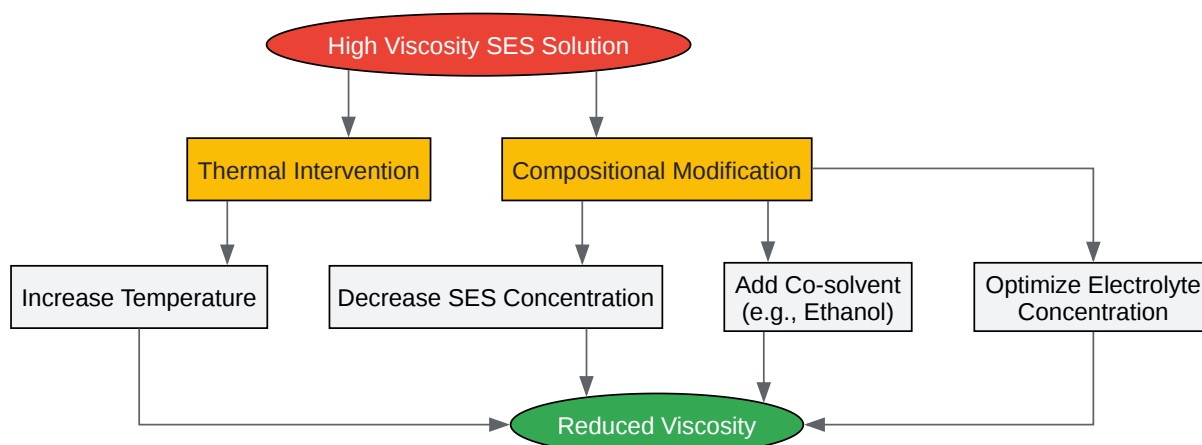 High Viscosity SES Solution
Thermal Intervention
Compositional Modification
Increase Temperature
Decrease SES Concentration
Add Co-solvent
(e.g., Ethanol)
Optimize Electrolyte
Concentration
Reduced Viscosity